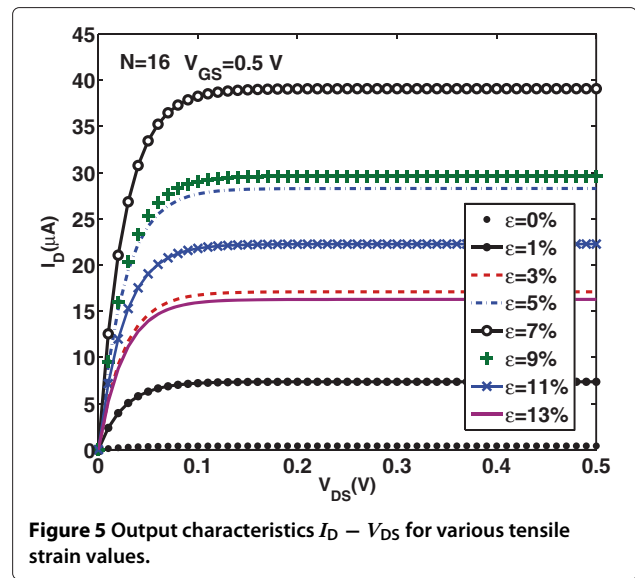 45
40
35
30
25
20
15
10
5
0
I_D(μA)
N=16 V_GS=0.5 V
ε=0%
ε=1%
ε=3%
ε=5%
ε=7%
ε=9%
ε=11%
ε=13%
0 0.1 0.2 0.3 0.4 0.5
V_DS(V)
Figure 5 Output characteristics I_D − V_DS for various tensile
strain values.